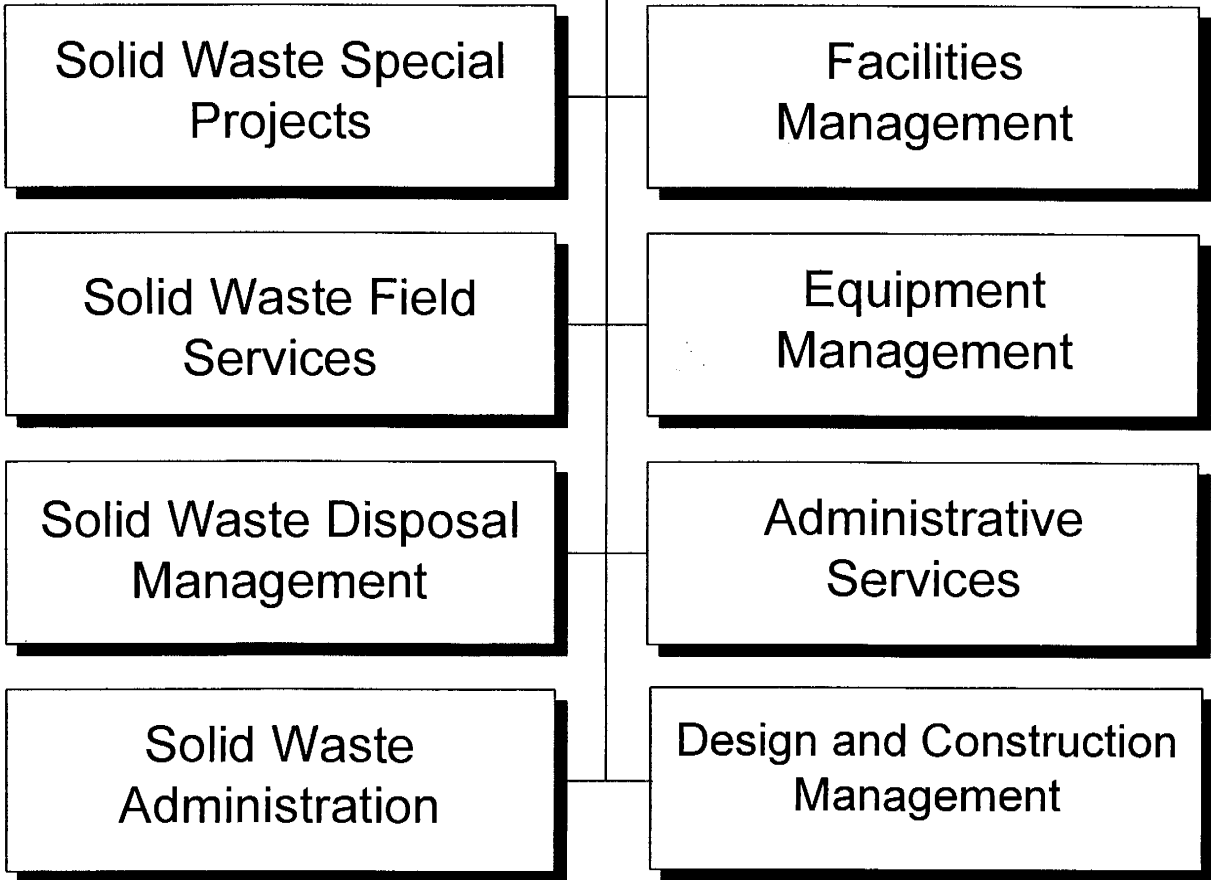 Solid Waste Special
Projects
Facilities
Management
Solid Waste Field
Services
Equipment
Management
Solid Waste Disposal
Management
Administrative
Services
Solid Waste
Administration
Design and Construction
Management